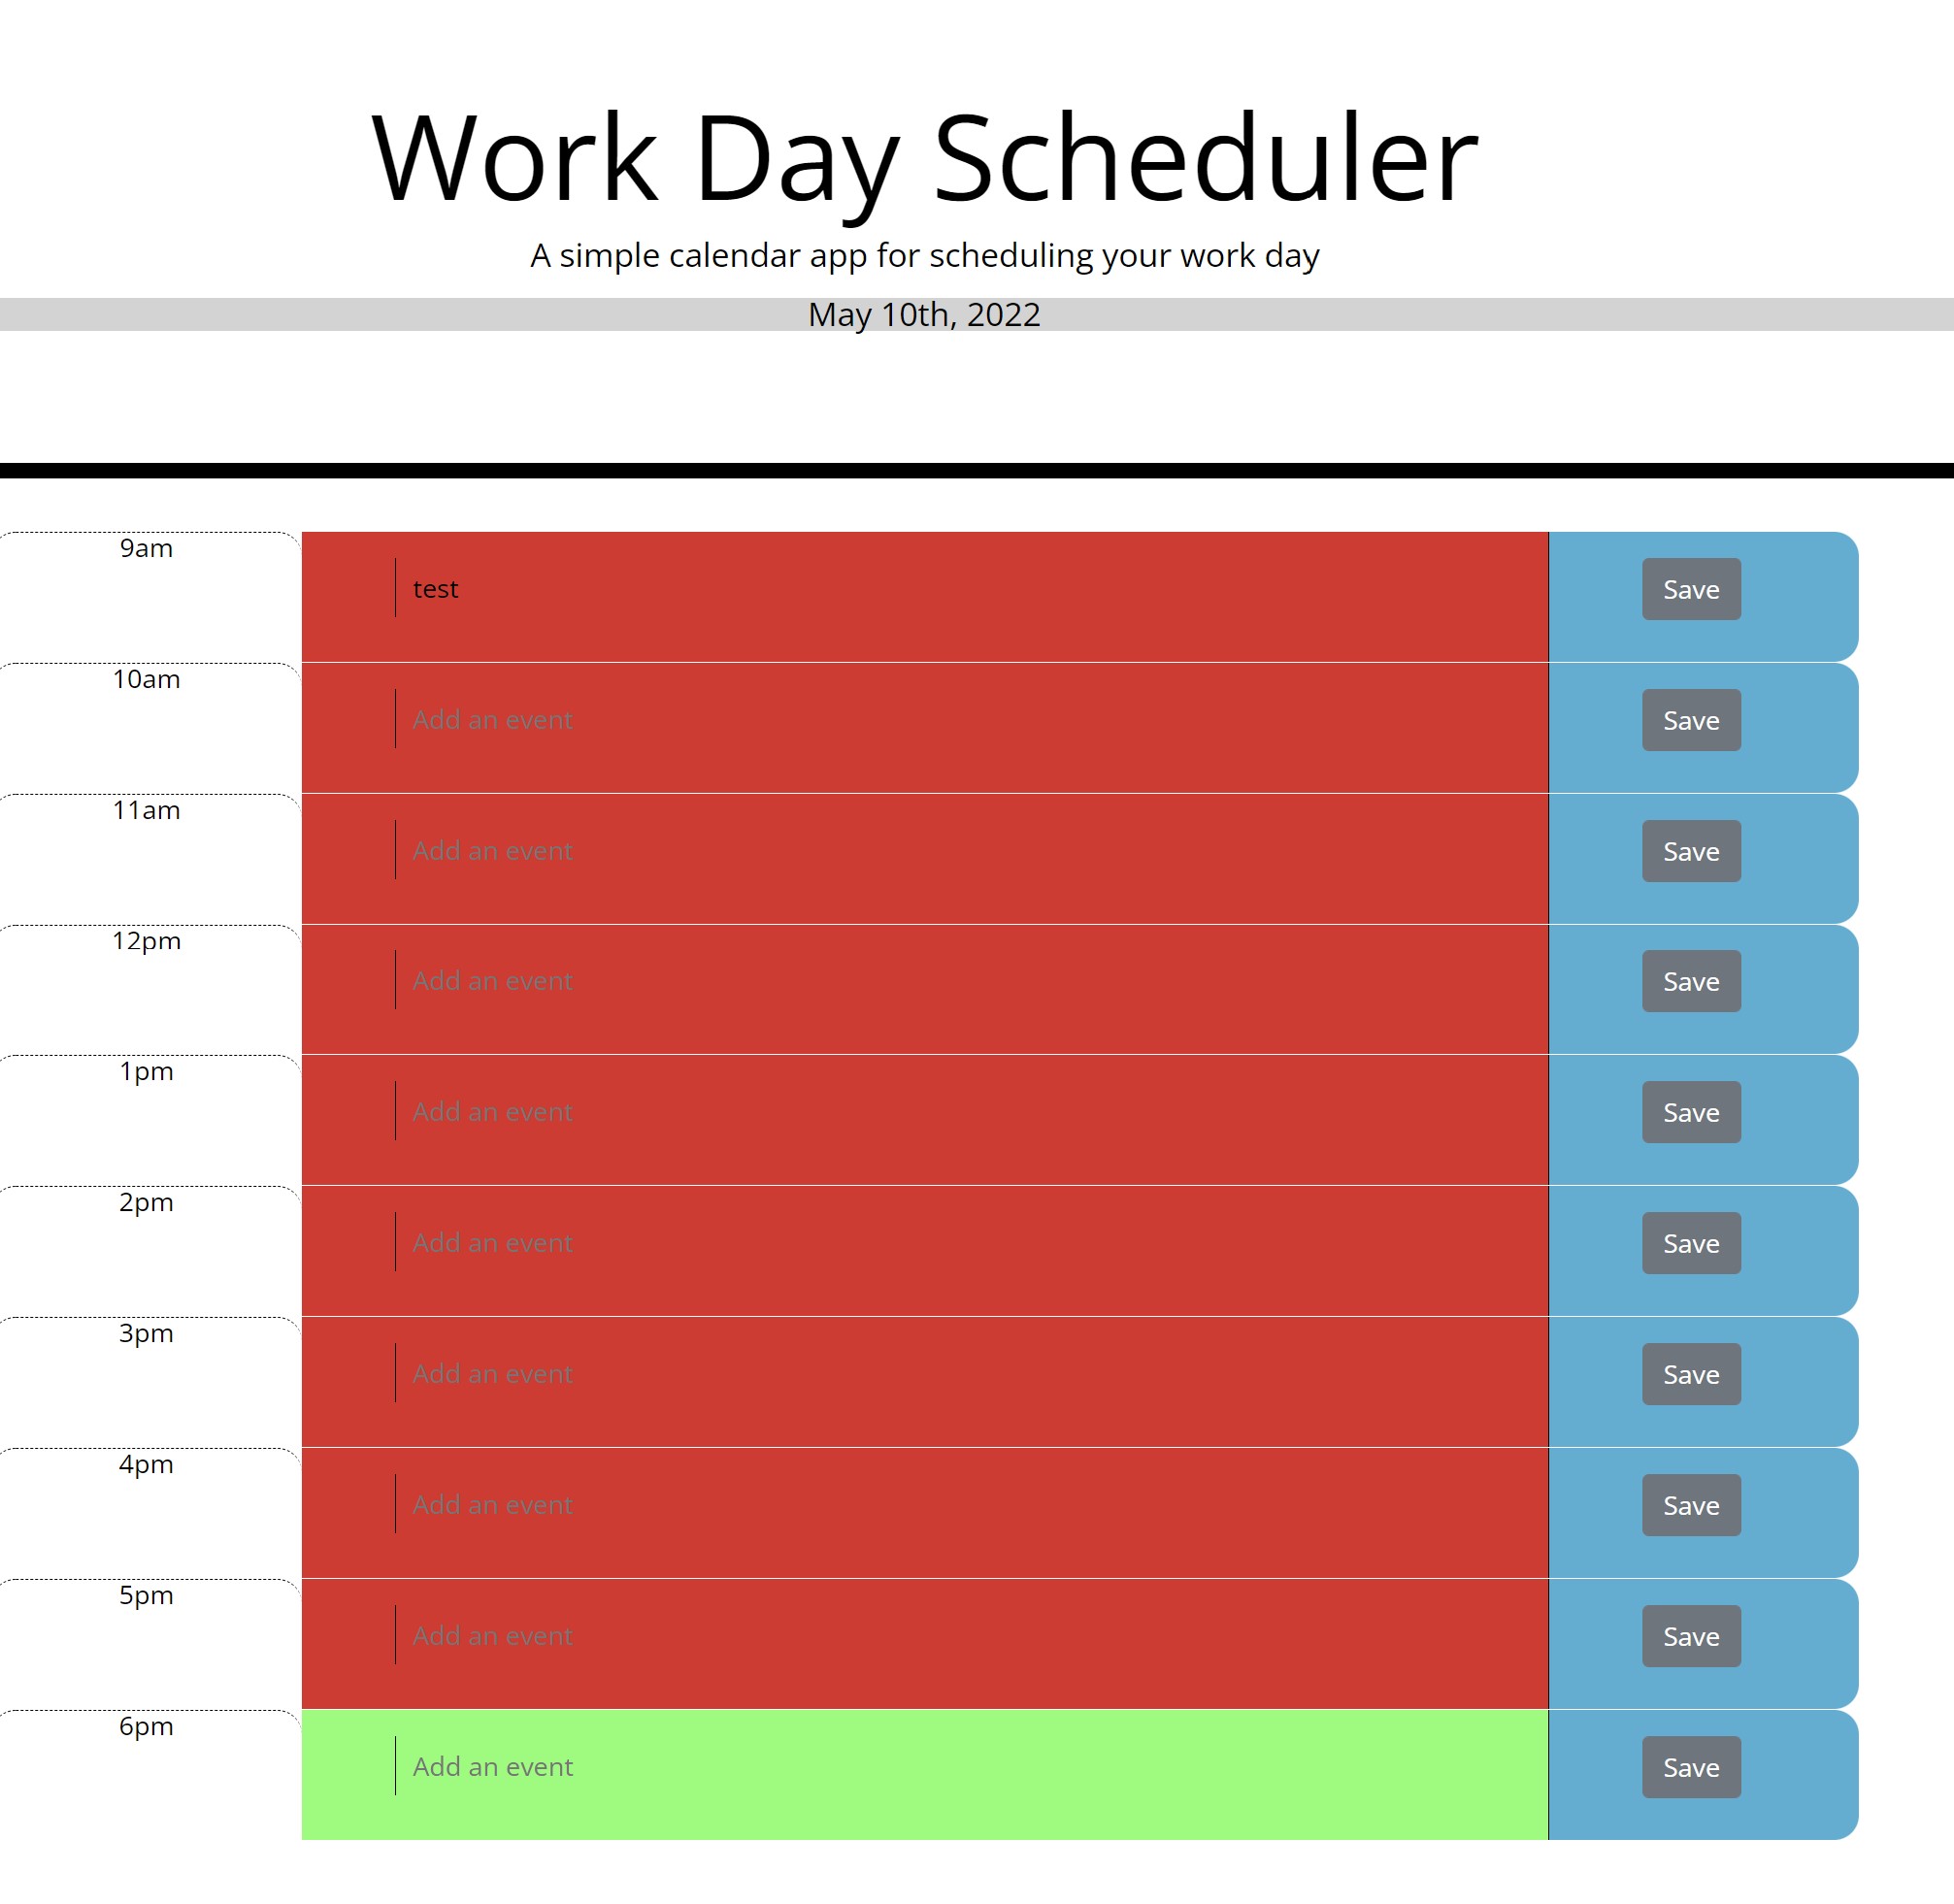 Work Day Scheduler
A simple calendar app for scheduling your work day
May 10th, 2022
9am test Save
10am Add an event Save
11am Add an event Save
12pm Add an event Save
1pm Add an event Save
2pm Add an event Save
3pm Add an event Save
4pm Add an event Save
5pm Add an event Save
6pm Add an event Save